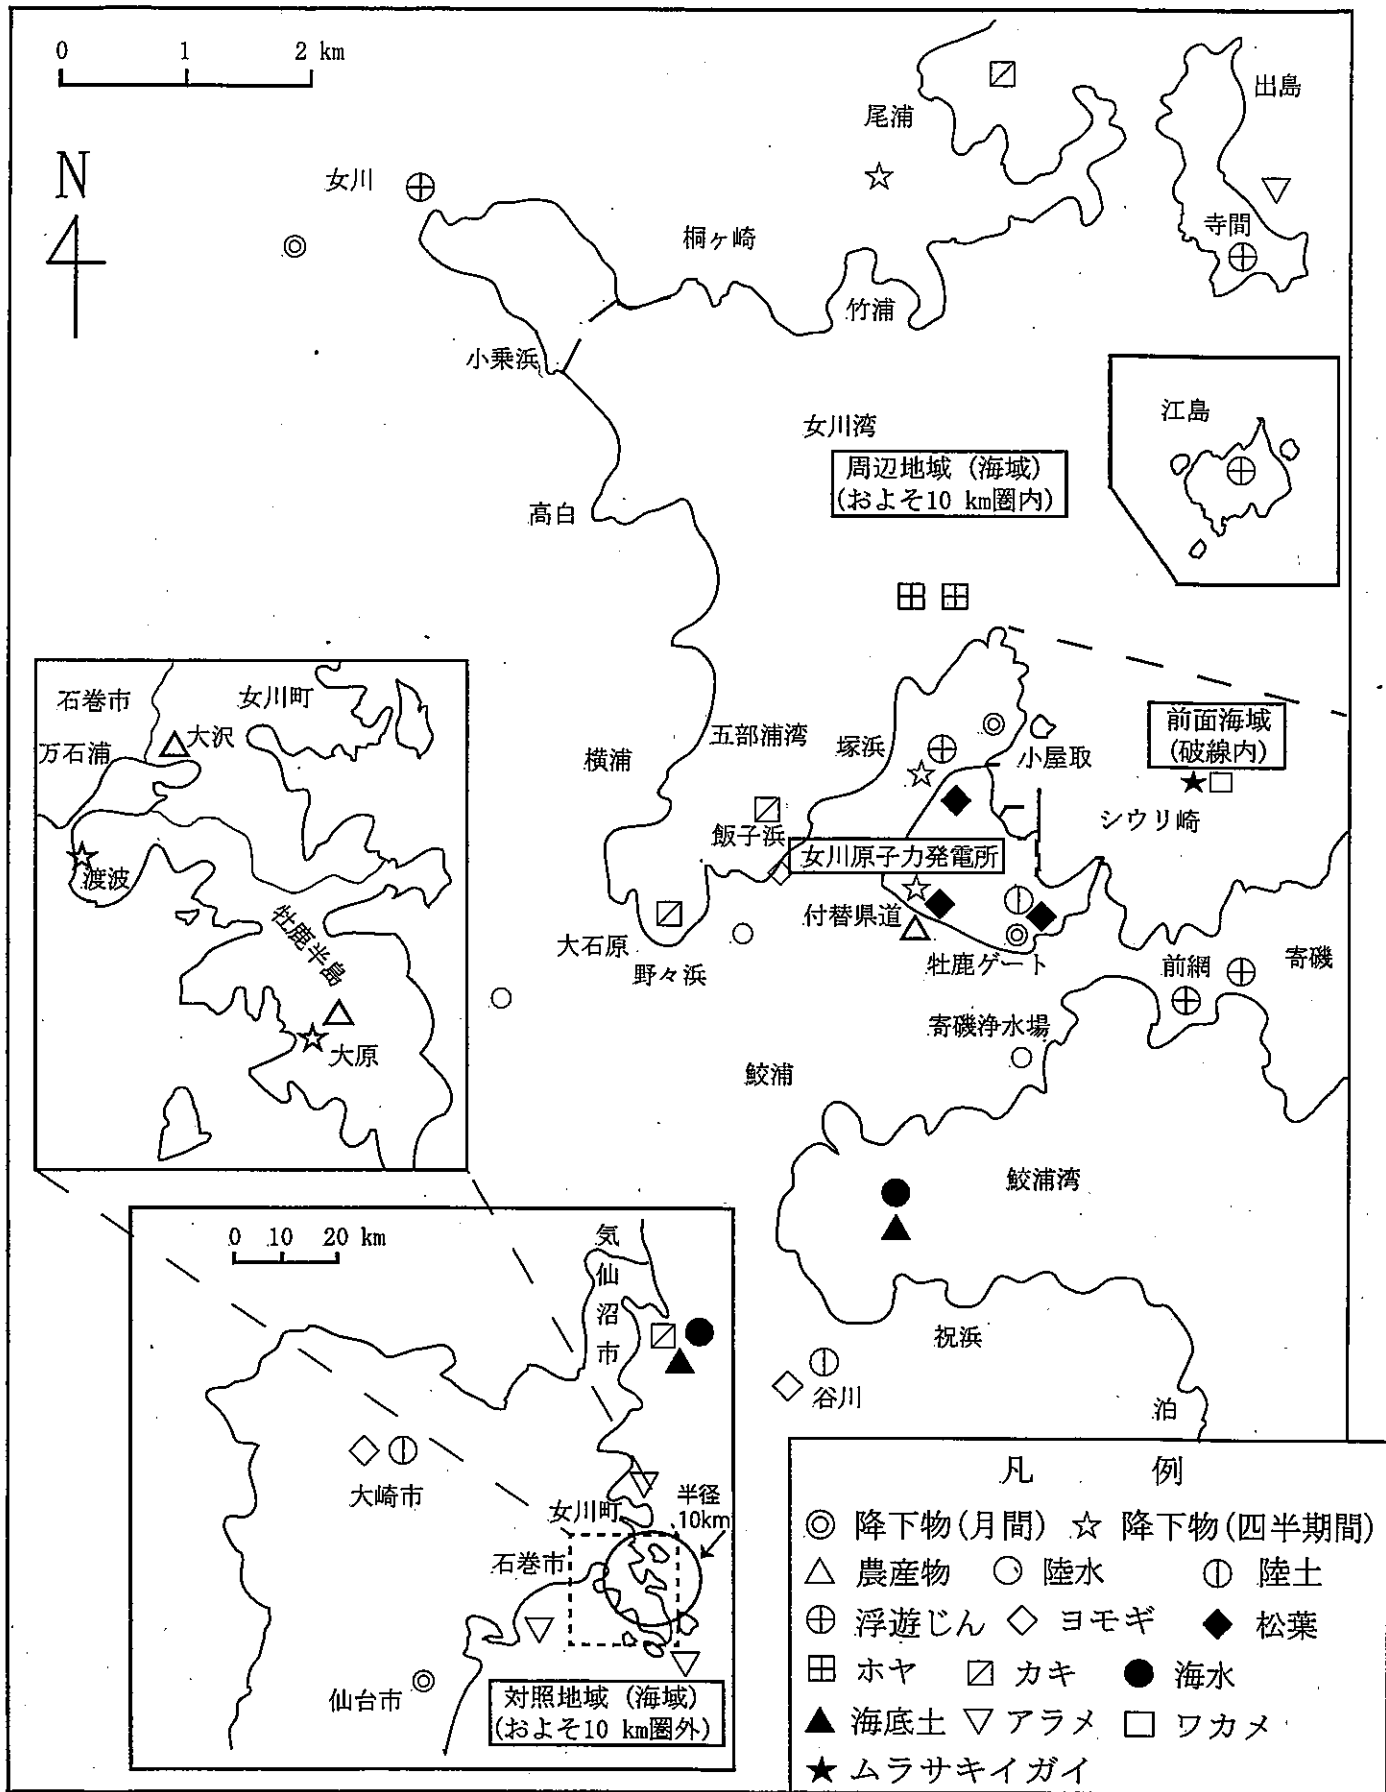 0 1 2 km
N
女川
尾浦
出島
寺間
桐ヶ崎
竹浦
小乗浜
江島
女川湾
周辺地域 (海域)
(およそ10 km圏内)
高白
石巻市
女川町
大沢
万石浦
渡波
牡鹿半島
大原
五部浦湾
横浦
塚浜
小屋取
前面海域
(破線内)
シウリ崎
飯子浜
女川原子力発電所
付替県道
大石原
野々浜
牡鹿ゲート
前網
寄磯
寄磯浄水場
鮫浦
鮫浦湾
祝浜
谷川
泊
0 10 20 km
気仙沼市
大崎市
女川町
半径
10km
石巻市
仙台市
対照地域 (海域)
(およそ10 km圏外)
凡 例
◎ 降下物(月間) ☆ 降下物(四半期間)
△ 農産物 ○ 陸水 陸土
⊕ 浮遊じん ◇ ヨモギ ◆ 松葉
⊞ ホヤ ⍁ カキ ● 海水
▲ 海底土 ▽ アラメ □ ワカメ
★ ムラサキイガイ